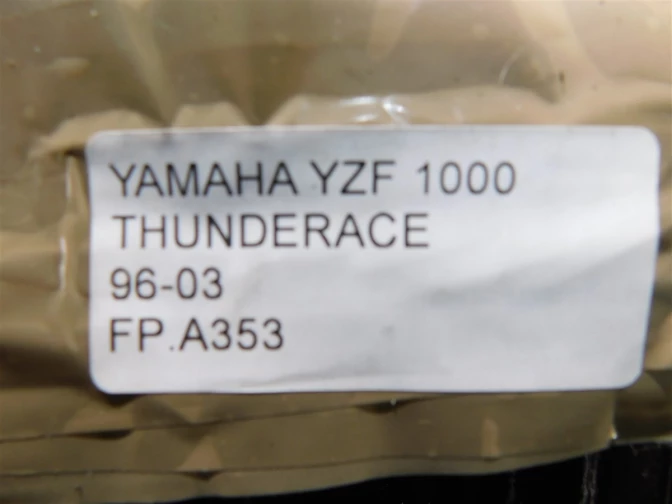 YAMAHA YZF 1000
THUNDERACE
96-03
FP.A353